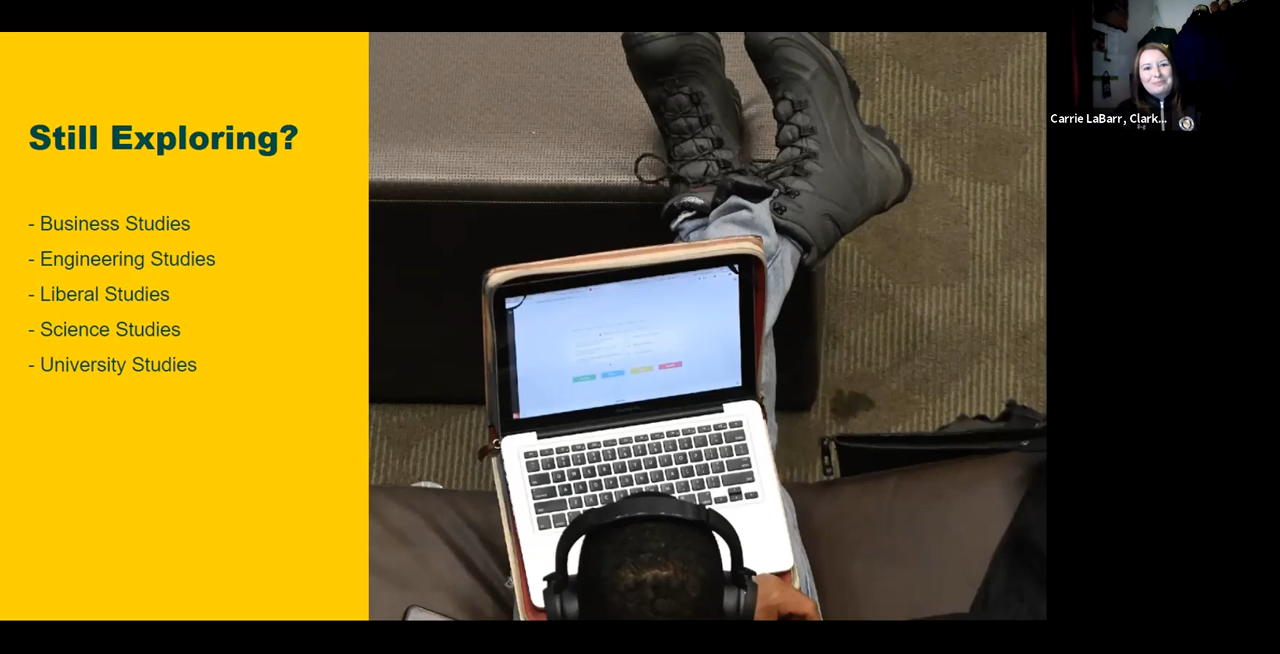 Still Exploring?
- Business Studies
- Engineering Studies
- Liberal Studies
- Science Studies
- University Studies
Carrie LaBarr, Clark...